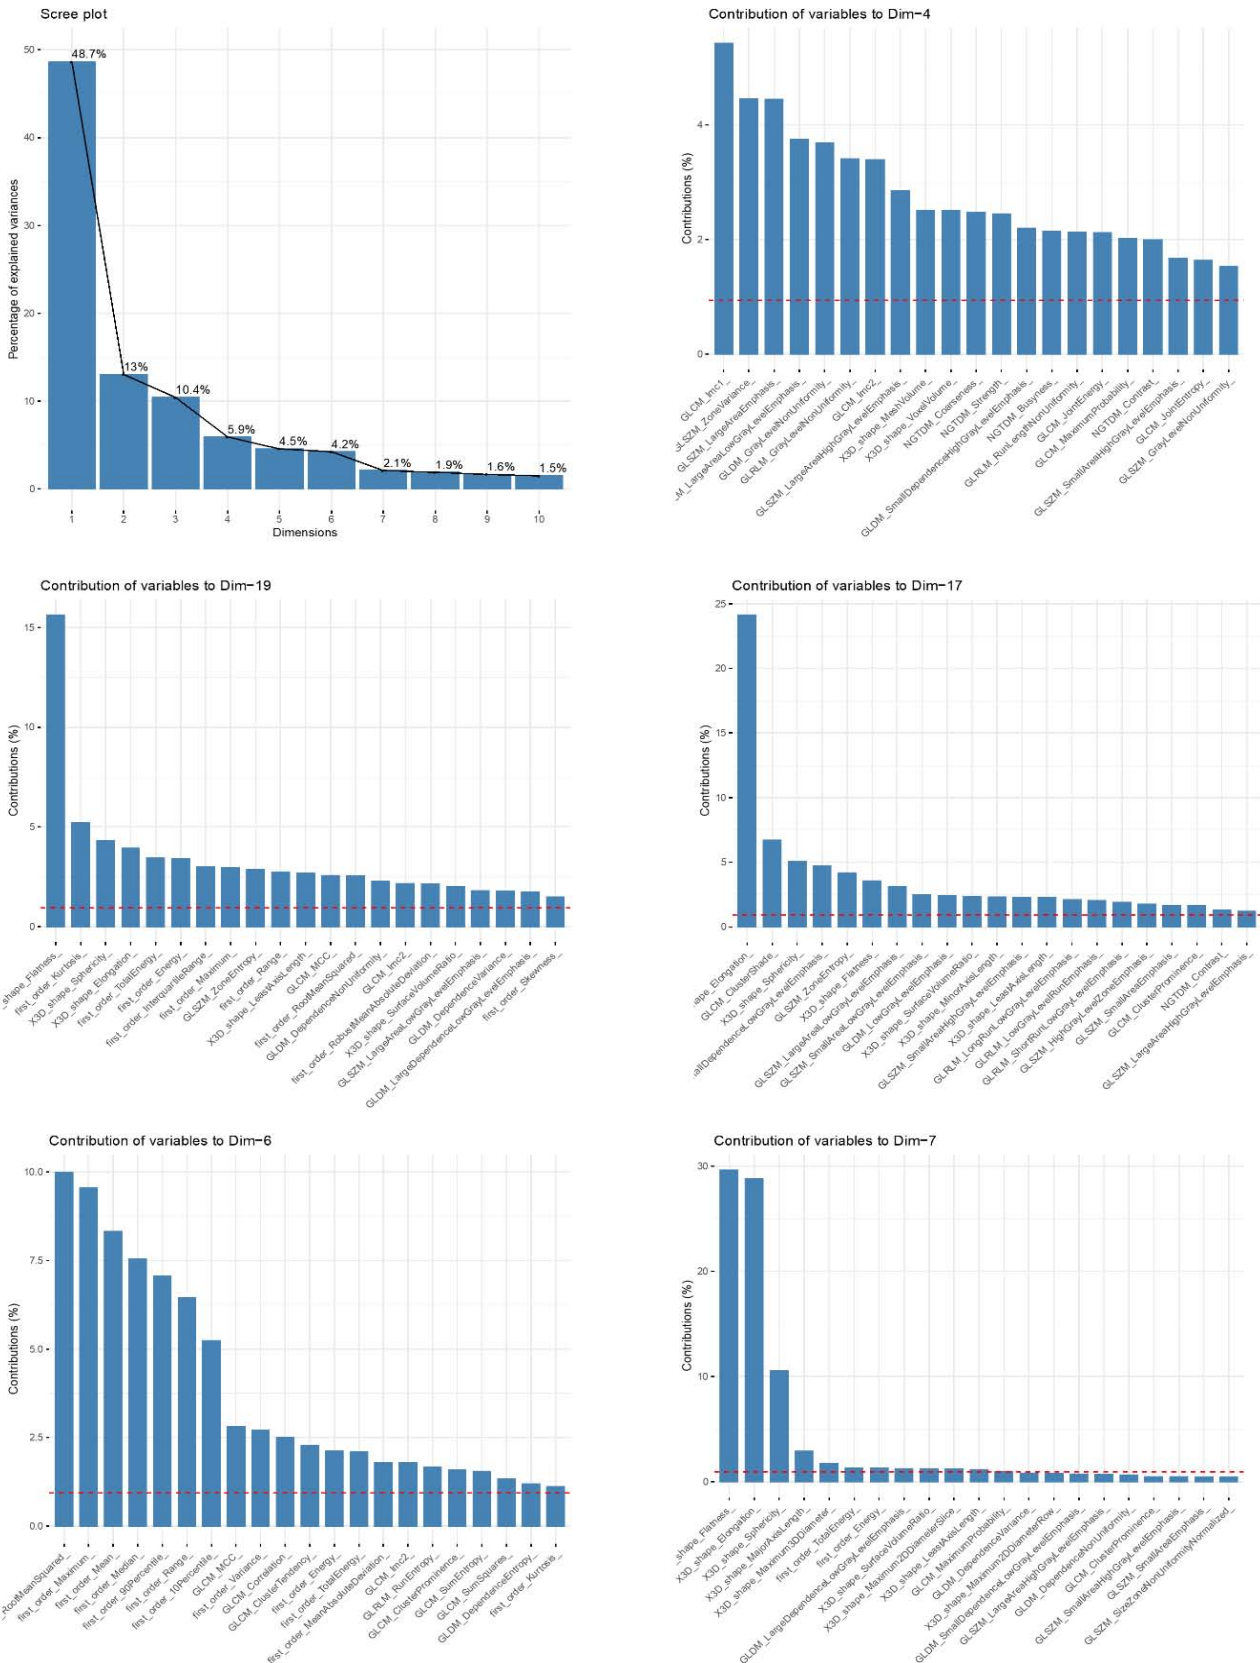 Scree plot
Percentage of explained variances
50
40
30
20
10
0
48.7%
13%
10.4%
5.9%
4.5%
4.2%
2.1%
1.9%
1.6%
1.5%
1 2 3 4 5 6 7 8 9 10
Dimensions
Contribution of variables to Dim−4
Contributions (%)
4
2
0
GLCM_Imc1_
GLSZM_ZoneVariance_
GLSZM_LargeAreaEmphasis_
_M_LargeAreaLowGrayLevelEmphasis_
GLDM_GrayLevelNonUniformity_
GLRLM_GrayLevelNonUniformity_
GLCM_Imc2_
GLSZM_LargeAreaHighGrayLevelEmphasis_
X3D_shape_MeshVolume_
X3D_shape_VoxelVolume_
NGTDM_Coarseness_
NGTDM_Strength_
GLDM_SmallDependenceHighGrayLevelEmphasis_
NGTDM_Busyness_
GLRLM_RunLengthNonUniformity_
GLCM_JointEnergy_
GLCM_MaximumProbability_
NGTDM_Contrast_
GLSZM_SmallAreaHighGrayLevelEmphasis_
GLCM_JointEntropy_
GLSZM_GrayLevelNonUniformity_
Contribution of variables to Dim−19
Contributions (%)
15
10
5
0
_shape_Flatness_
first_order_Kurtosis_
X3D_shape_Sphericity_
X3D_shape_Elongation_
first_order_TotalEnergy_
first_order_Energy_
first_order_InterquartileRange_
first_order_Maximum_
GLSZM_ZoneEntropy_
first_order_Range_
X3D_shape_LeastAxisLength_
GLCM_MCC_
first_order_RootMeanSquared_
GLDM_DependenceNonUniformity_
GLCM_Imc2_
first_order_RobustMeanAbsoluteDeviation_
X3D_shape_SurfaceVolumeRatio_
GLSZM_LargeAreaLowGrayLevelEmphasis_
GLDM_DependenceVariance_
GLDM_LargeDependenceLowGrayLevelEmphasis_
first_order_Skewness_
Contribution of variables to Dim−17
Contributions (%)
25
20
15
10
5
0
ape_Elongation_
GLCM_ClusterShade_
X3D_shape_Sphericity_
allDependenceLowGrayLevelEmphasis_
GLSZM_ZoneEntropy_
X3D_shape_Flatness_
GLSZM_LargeAreaLowGrayLevelEmphasis_
GLSZM_SmallAreaLowGrayLevelEmphasis_
GLDM_LowGrayLevelEmphasis_
X3D_shape_SurfaceVolumeRatio_
X3D_shape_MinorAxisLength_
GLSZM_SmallAreaHighGrayLevelEmphasis_
X3D_shape_LeastAxisLength_
GLRLM_LongRunLowGrayLevelEmphasis_
GLRLM_LowGrayLevelRunEmphasis_
GLRLM_ShortRunLowGrayLevelEmphasis_
GLSZM_HighGrayLevelZoneEmphasis_
GLSZM_SmallAreaEmphasis_
GLCM_ClusterProminence_
NGTDM_Contrast_
GLSZM_LargeAreaHighGrayLevelEmphasis_
Contribution of variables to Dim−6
Contributions (%)
10.0
7.5
5.0
2.5
0.0
_RootMeanSquared_
first_order_Maximum_
first_order_Mean_
first_order_Median_
first_order_90Percentile_
first_order_Range_
first_order_10Percentile_
GLCM_MCC_
first_order_Variance_
GLCM_Correlation_
GLCM_ClusterTendency_
first_order_Energy_
first_order_TotalEnergy_
first_order_MeanAbsoluteDeviation_
GLCM_Imc2_
GLRLM_RunEntropy_
GLCM_ClusterProminence_
GLCM_SumEntropy_
GLCM_SumSquares_
GLDM_DependenceEntropy_
first_order_Kurtosis_
Contribution of variables to Dim−7
Contributions (%)
30
20
10
0
_shape_Flatness_
X3D_shape_Elongation_
X3D_shape_Sphericity_
X3D_shape_MajorAxisLength_
X3D_shape_Maximum3DDiameter_
first_order_TotalEnergy_
first_order_Energy_
GLDM_LargeDependenceLowGrayLevelEmphasis_
X3D_shape_SurfaceVolumeRatio_
X3D_shape_Maximum2DDiameterSlice_
X3D_shape_LeastAxisLength_
GLCM_MaximumProbability_
GLDM_DependenceVariance_
X3D_shape_Maximum2DDiameterRow_
GLDM_SmallDependenceLowGrayLevelEmphasis_
GLSZM_LargeAreaHighGrayLevelEmphasis_
GLDM_DependenceNonUniformity_
GLCM_ClusterProminence_
GLSZM_SmallAreaHighGrayLevelEmphasis_
GLSZM_SmallAreaEmphasis_
GLSZM_SizeZoneNonUniformityNormalized_